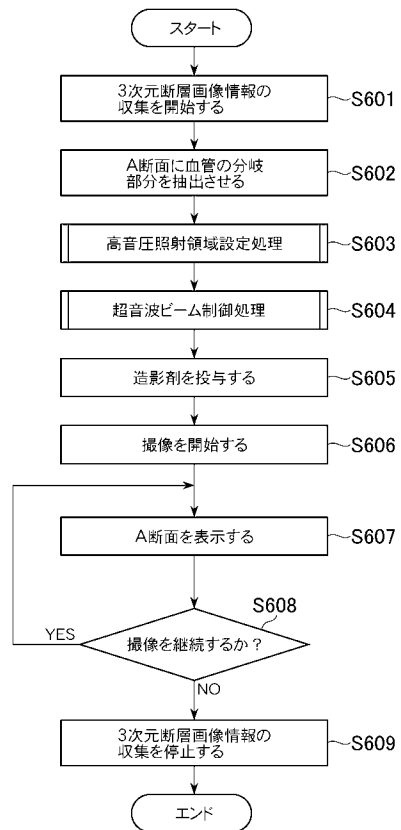 スタート
3次元断層画像情報の
収集を開始する
S601
A断面に血管の分岐
部分を抽出させる
S602
高音圧照射領域設定処理
S603
超音波ビーム制御処理
S604
造影剤を投与する
S605
撮像を開始する
S606
A断面を表示する
S607
S608
YES
撮像を継続するか？
NO
3次元断層画像情報の
収集を停止する
S609
エンド